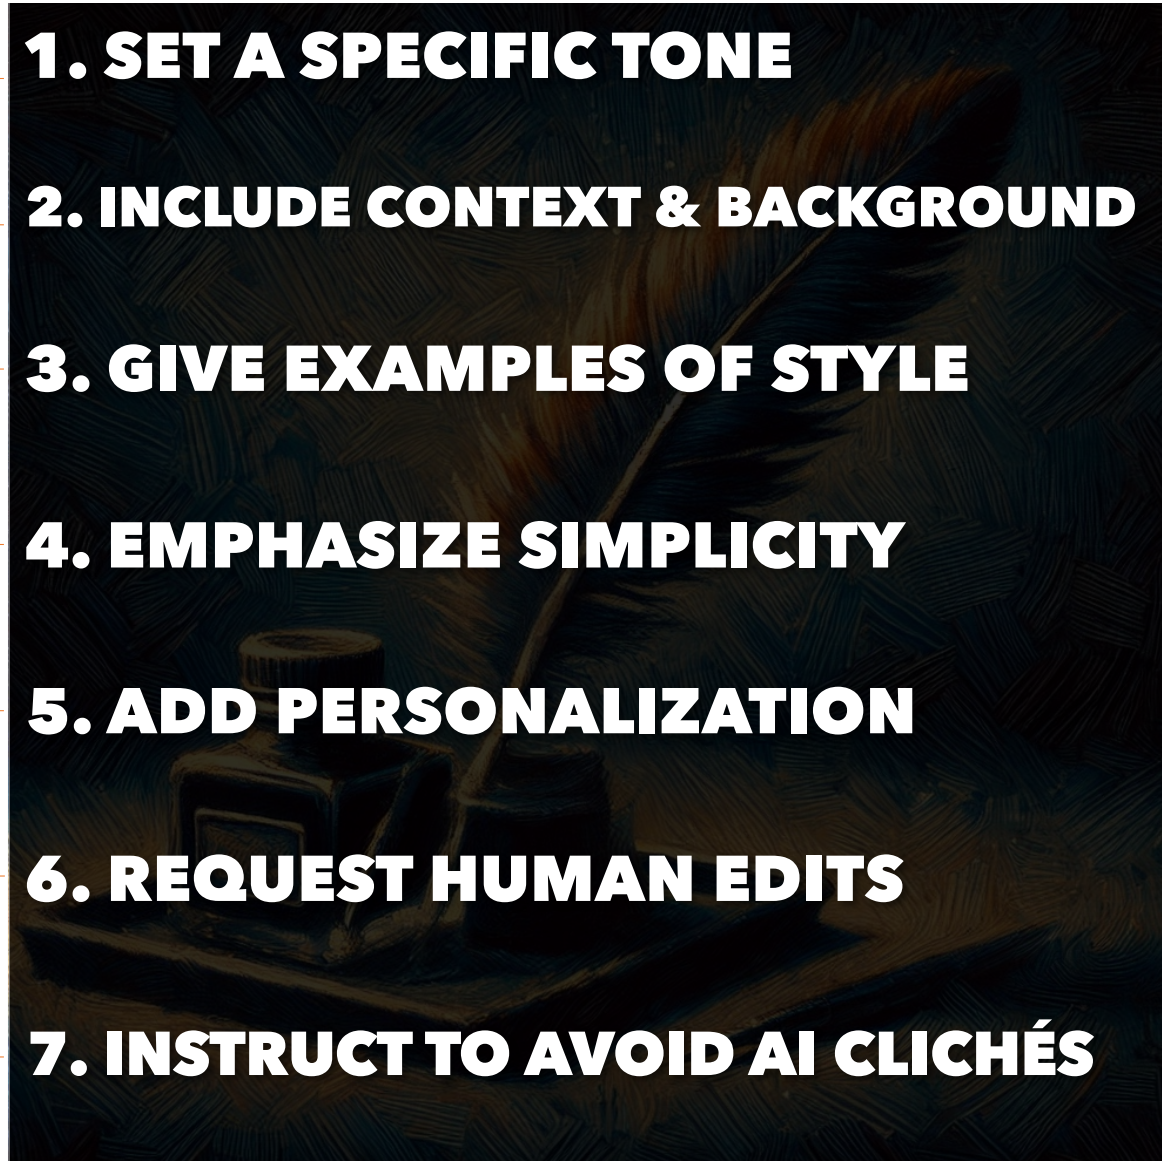 1. SET A SPECIFIC TONE
2. INCLUDE CONTEXT & BACKGROUND
3. GIVE EXAMPLES OF STYLE
4. EMPHASIZE SIMPLICITY
5. ADD PERSONALIZATION
6. REQUEST HUMAN EDITS
7. INSTRUCT TO AVOID AI CLICHÉS